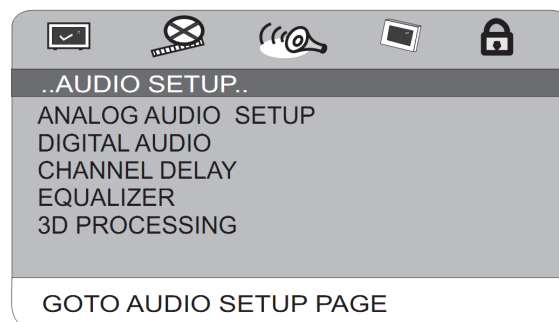 ..AUDIO SETUP..
ANALOG AUDIO SETUP
DIGITAL AUDIO
CHANNEL DELAY
EQUALIZER
3D PROCESSING
GOTO AUDIO SETUP PAGE